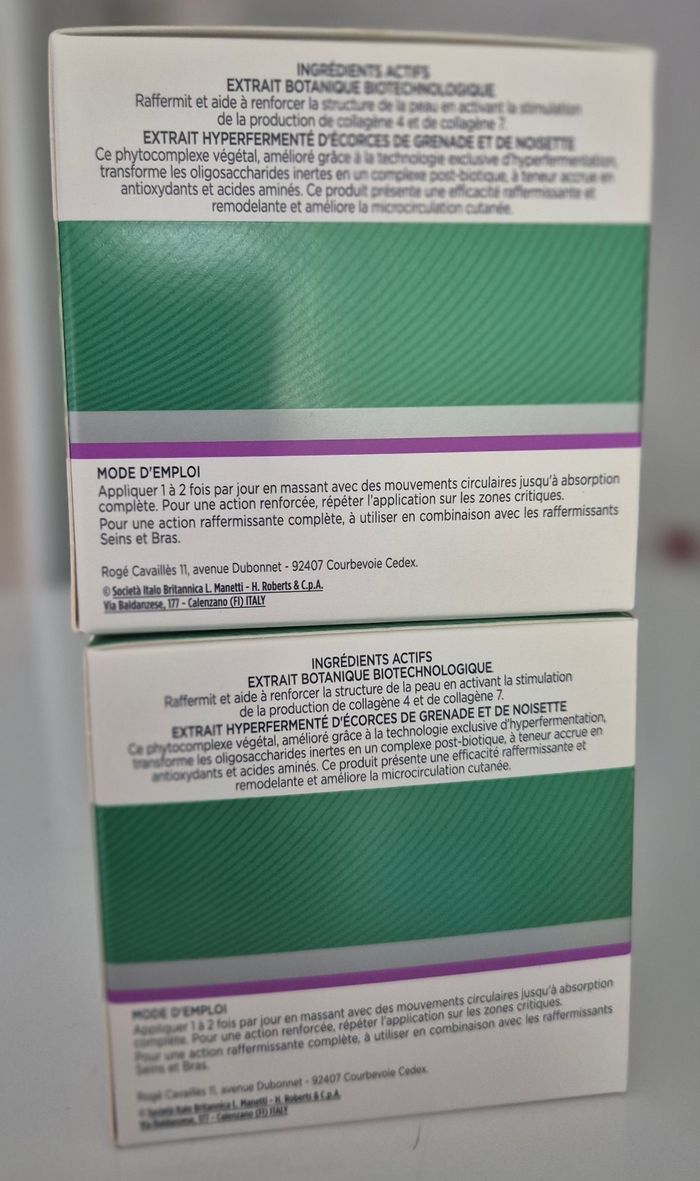 INGRÉDIENTS ACTIFS
EXTRAIT BOTANIQUE BIOTECHNOLOGIQUE
Raffermit et aide à renforcer la structure de la peau en activant la stimulation
de la production de collagène 4 et de collagène 7.
EXTRAIT HYPERFERMENTÉ D'ÉCORCES DE GRENADE ET DE NOISETTE
Ce phytocomplexe végétal, amélioré grâce à la technologie exclusive d'hyperfermentation,
transforme les oligosaccharides inertes en un complexe post-biotique, à teneur accrue en
antioxydants et acides aminés. Ce produit présente une efficacité raffermissante et
remodelante et améliore la microcirculation cutanée.
MODE D'EMPLOI
Appliquer 1 à 2 fois par jour en massant avec des mouvements circulaires jusqu'à absorption
complète. Pour une action renforcée, répéter l'application sur les zones critiques.
Pour une action raffermissante complète, à utiliser en combinaison avec les raffermissants
Seins et Bras.
Rogé Cavaillès 11, avenue Dubonnet - 92407 Courbevoie Cedex.
© Società Italo Britannica L. Manetti - H. Roberts & C.p.A.
Via Baldanzese, 177 - Calenzano (FI) ITALY
INGRÉDIENTS ACTIFS
EXTRAIT BOTANIQUE BIOTECHNOLOGIQUE
Raffermit et aide à renforcer la structure de la peau en activant la stimulation
de la production de collagène 4 et de collagène 7.
EXTRAIT HYPERFERMENTÉ D'ÉCORCES DE GRENADE ET DE NOISETTE
Ce phytocomplexe végétal, amélioré grâce à la technologie exclusive d'hyperfermentation,
transforme les oligosaccharides inertes en un complexe post-biotique, à teneur accrue en
antioxydants et acides aminés. Ce produit présente une efficacité raffermissante et
remodelante et améliore la microcirculation cutanée.
MODE D'EMPLOI
Appliquer 1 à 2 fois par jour en massant avec des mouvements circulaires jusqu'à absorption
complète. Pour une action renforcée, répéter l'application sur les zones critiques.
Pour une action raffermissante complète, à utiliser en combinaison avec les raffermissants
Seins et Bras.
Rogé Cavaillès 11, avenue Dubonnet - 92407 Courbevoie Cedex.
© Società Italo Britannica L. Manetti - H. Roberts & C.p.A.
Via Baldanzese, 177 - Calenzano (FI) ITALY